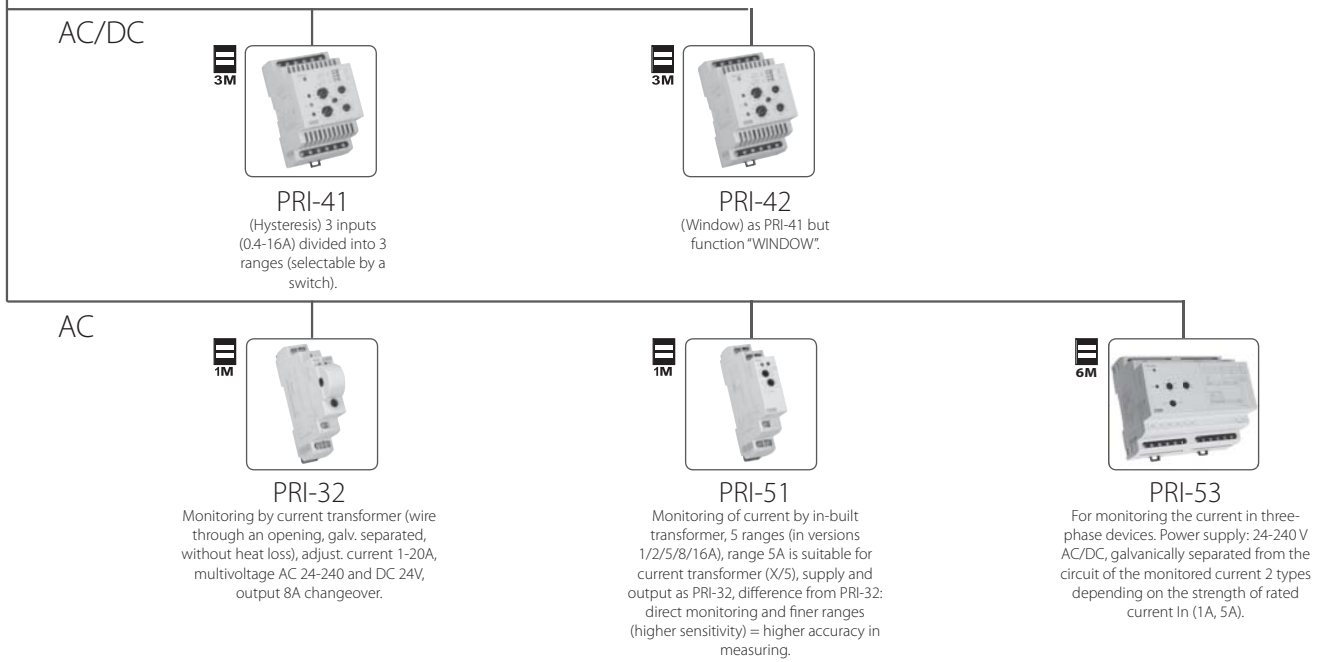 AC/DC
3M
PRI-41
(Hysteresis) 3 inputs
(0.4-16A) divided into 3
ranges (selectable by a
switch).
3M
PRI-42
(Window) as PRI-41 but
function "WINDOW".
AC
1M
PRI-32
Monitoring by current transformer (wire
through an opening, galv. separated,
without heat loss), adjust. current 1-20A,
multivoltage AC 24-240 and DC 24V,
output 8A changeover.
1M
PRI-51
Monitoring of current by in-built
transformer, 5 ranges (in versions
1/2/5/8/16A), range 5A is suitable for
current transformer (X/5), supply and
output as PRI-32, difference from PRI-32:
direct monitoring and finer ranges
(higher sensitivity) = higher accuracy in
measuring.
6M
PRI-53
For monitoring the current in three-
phase devices. Power supply: 24-240 V
AC/DC, galvanically separated from the
circuit of the monitored current 2 types
depending on the strength of rated
current In (1A, 5A).